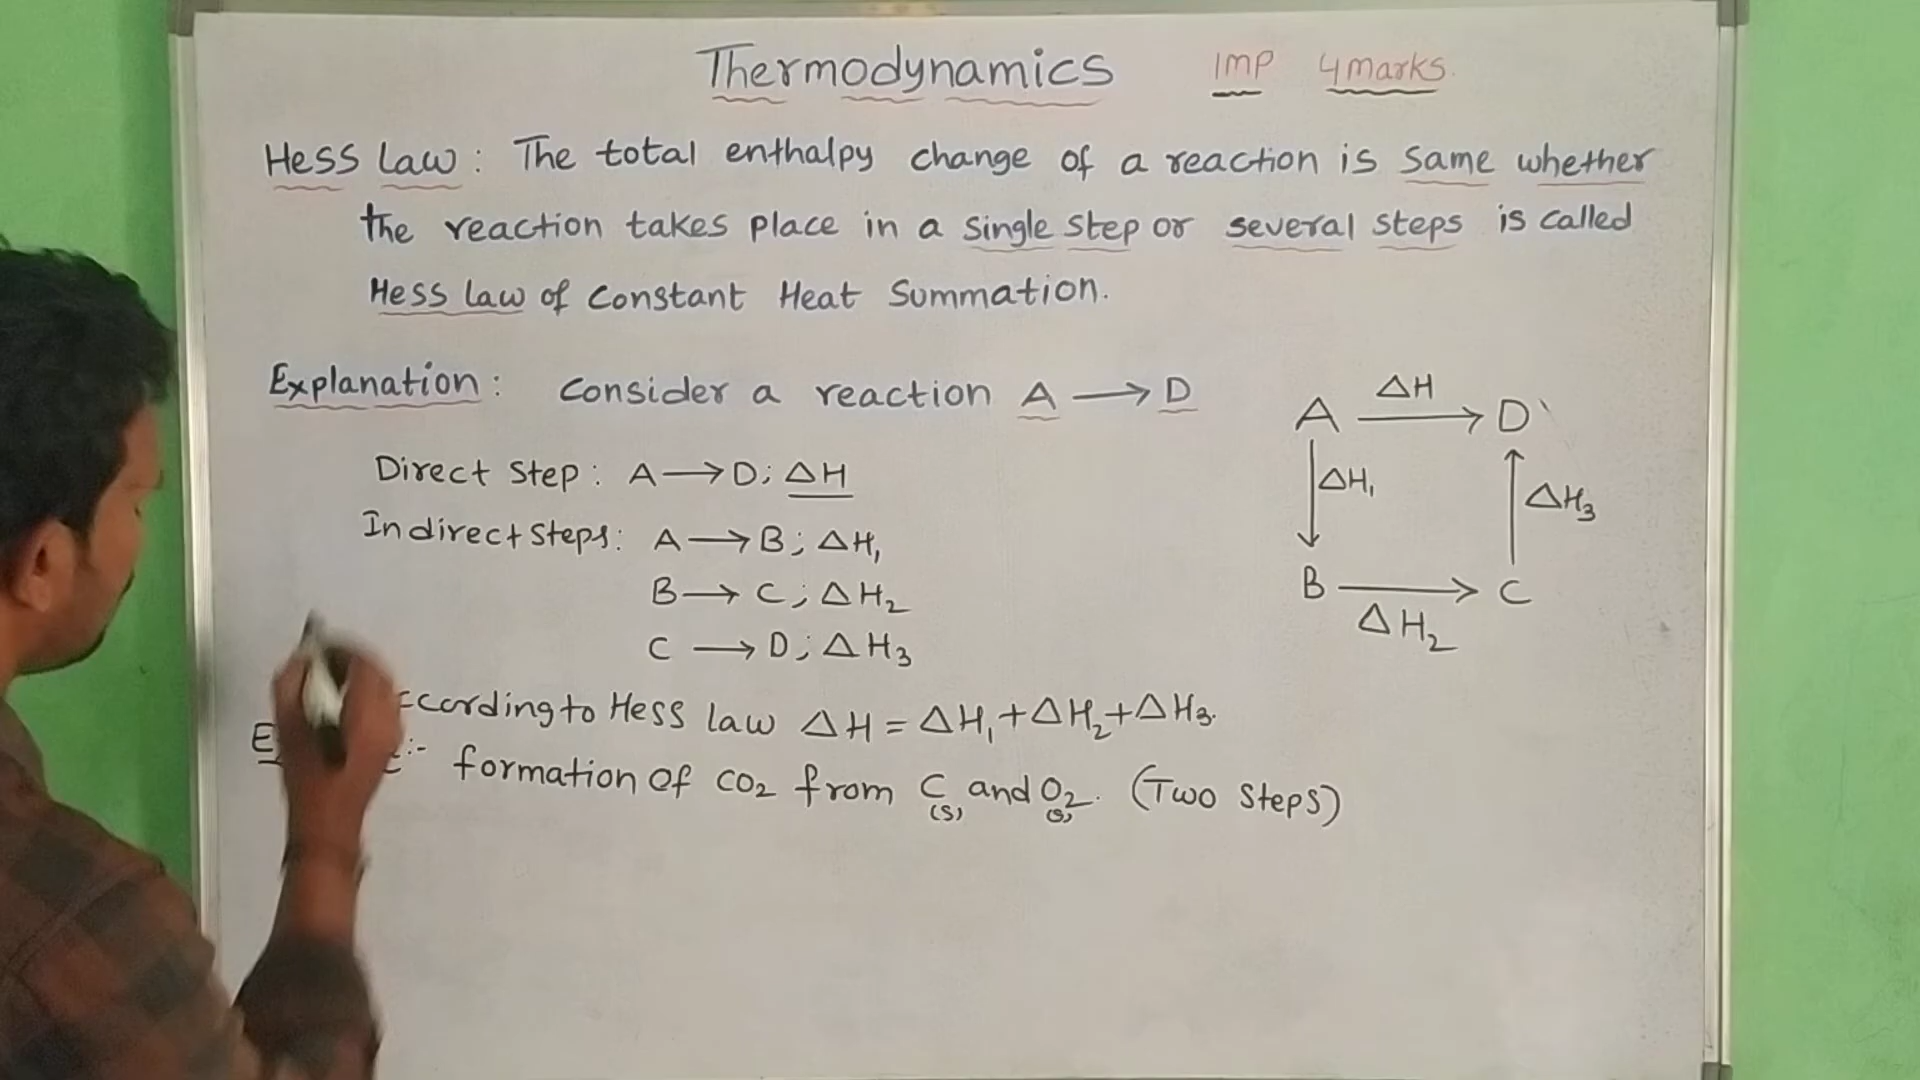 Thermodynamics IMP 4marks.
Hess Law : The total enthalpy change of a reaction is same whether
the reaction takes place in a single step or several steps is called
Hess law of constant Heat summation.
Explanation : Consider a reaction A ⟶ D
Direct Step : A ⟶ D; ΔH
Indirect Steps: A ⟶ B; ΔH₁
B ⟶ C; ΔH₂
C ⟶ D; ΔH₃
A ΔH ⟶ D
ΔH₁ ΔH₃
B ⟶ C
ΔH₂
ccording to Hess law ΔH = ΔH₁+ΔH₂+ΔH₃.
formation of CO₂ from C(s) and O₂. (Two steps)